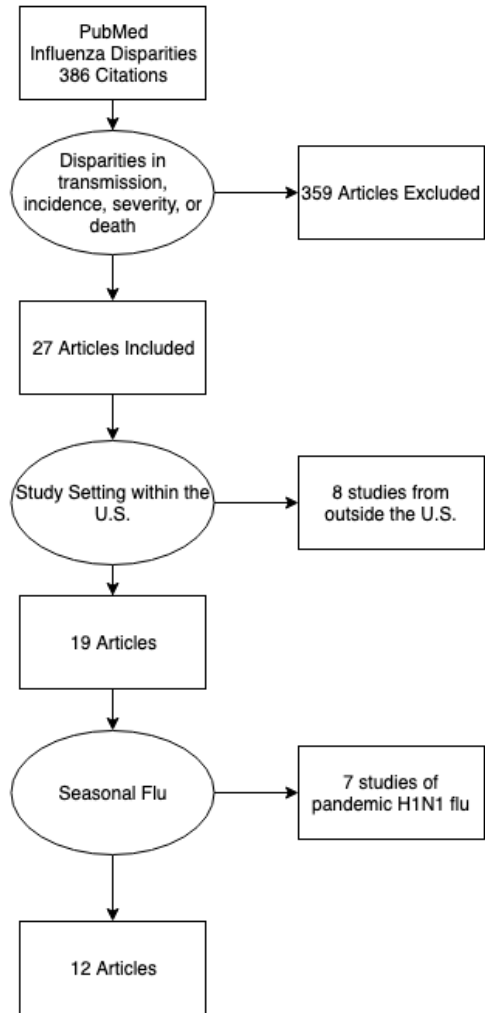 PubMed
Influenza Disparities
386 Citations
Disparities in
transmission,
incidence, severity, or
death
359 Articles Excluded
27 Articles Included
Study Setting within the
U.S.
8 studies from
outside the U.S.
19 Articles
Seasonal Flu
7 studies of
pandemic H1N1 flu
12 Articles